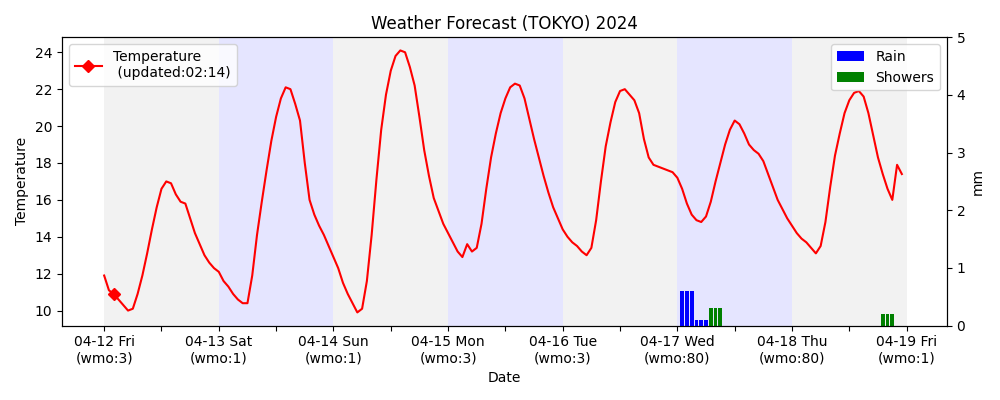 Weather Forecast (TOKYO) 2024
Temperature
(updated:02:14)
Rain
Showers
24
22
20
18
16
14
12
10
Temperature
5
4
3
2
1
0
mm
04-12 Fri
(wmo:3)
04-13 Sat
(wmo:1)
04-14 Sun
(wmo:1)
04-15 Mon
(wmo:3)
04-16 Tue
(wmo:3)
04-17 Wed
(wmo:80)
04-18 Thu
(wmo:80)
04-19 Fri
(wmo:1)
Date